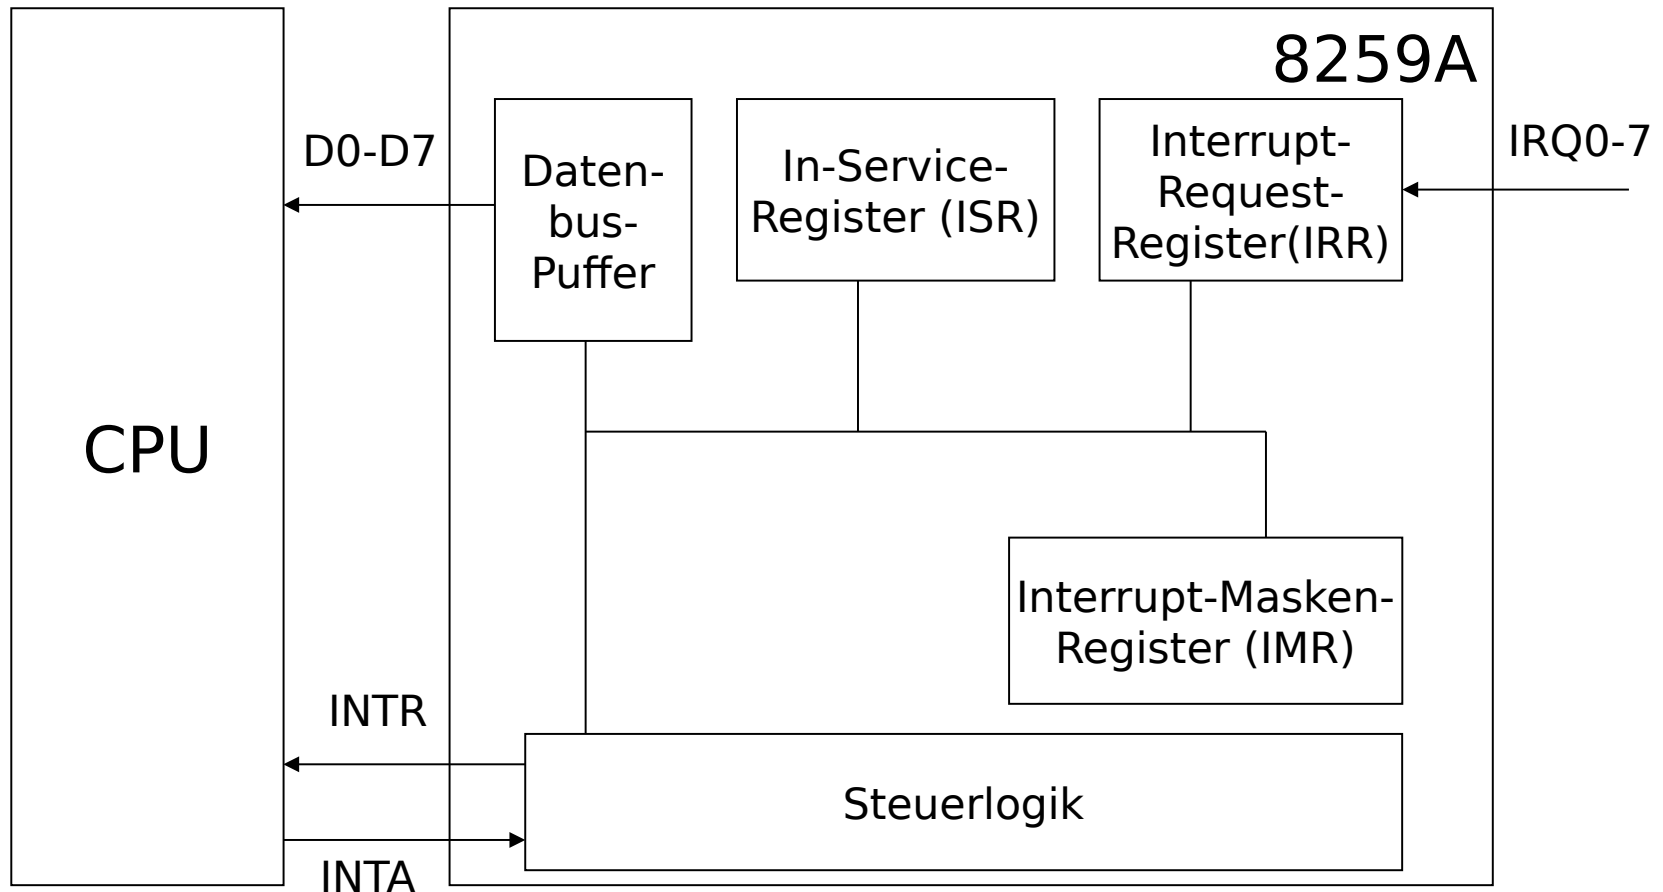 8259A
D0-D7
Daten-
bus-
Puffer
In-Service-
Register (ISR)
Interrupt-
Request-
Register(IRR)
IRQ0-7
CPU
Interrupt-Masken-
Register (IMR)
INTR
Steuerlogik
INTA